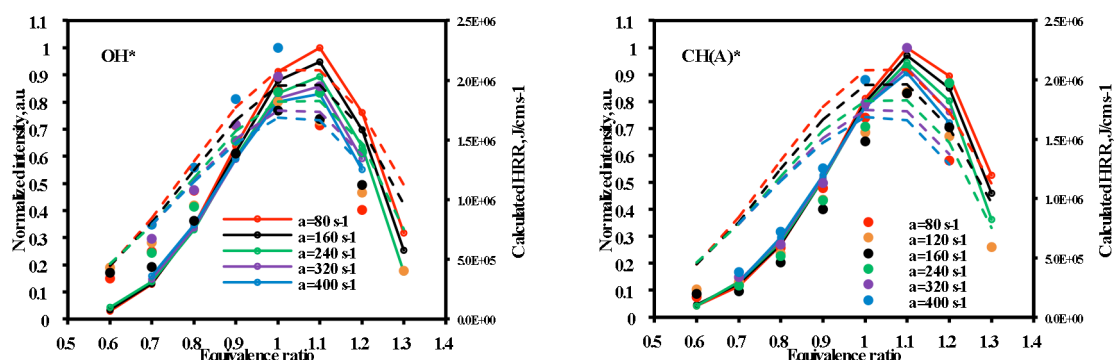 1.1
1
0.9
0.8
0.7
0.6
0.5
0.4
0.3
0.2
0.1
0
Normalized intensity, a.u.
OH*
a=80 s-1
a=160 s-1
a=240 s-1
a=320 s-1
a=400 s-1
2.5E+06
2.0E+06
1.5E+06
1.0E+06
5.0E+05
0.0E+00
Calculated HRR, J/cms-1
0.5 0.6 0.7 0.8 0.9 1 1.1 1.2 1.3 1.4
Equivalence ratio
1.1
1
0.9
0.8
0.7
0.6
0.5
0.4
0.3
0.2
0.1
0
Normalized intensity, a.u.
CH(A)*
a=80 s-1
a=120 s-1
a=160 s-1
a=240 s-1
a=320 s-1
a=400 s-1
2.5E+06
2.0E+06
1.5E+06
1.0E+06
5.0E+05
0.0E+00
Calculated HRR, J/cms-1
0.5 0.6 0.7 0.8 0.9 1 1.1 1.2 1.3 1.4
Equivalence ratio